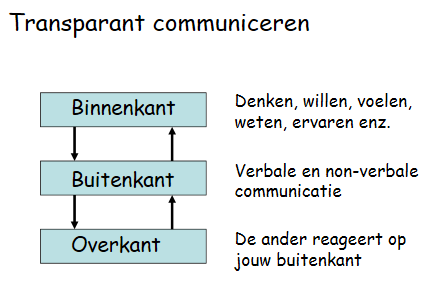 Transparant communiceren
Binnenkant
Denken, willen, voelen,
weten, ervaren enz.
Buitenkant
Verbale en non-verbale
communicatie
Overkant
De ander reageert op
jouw buitenkant